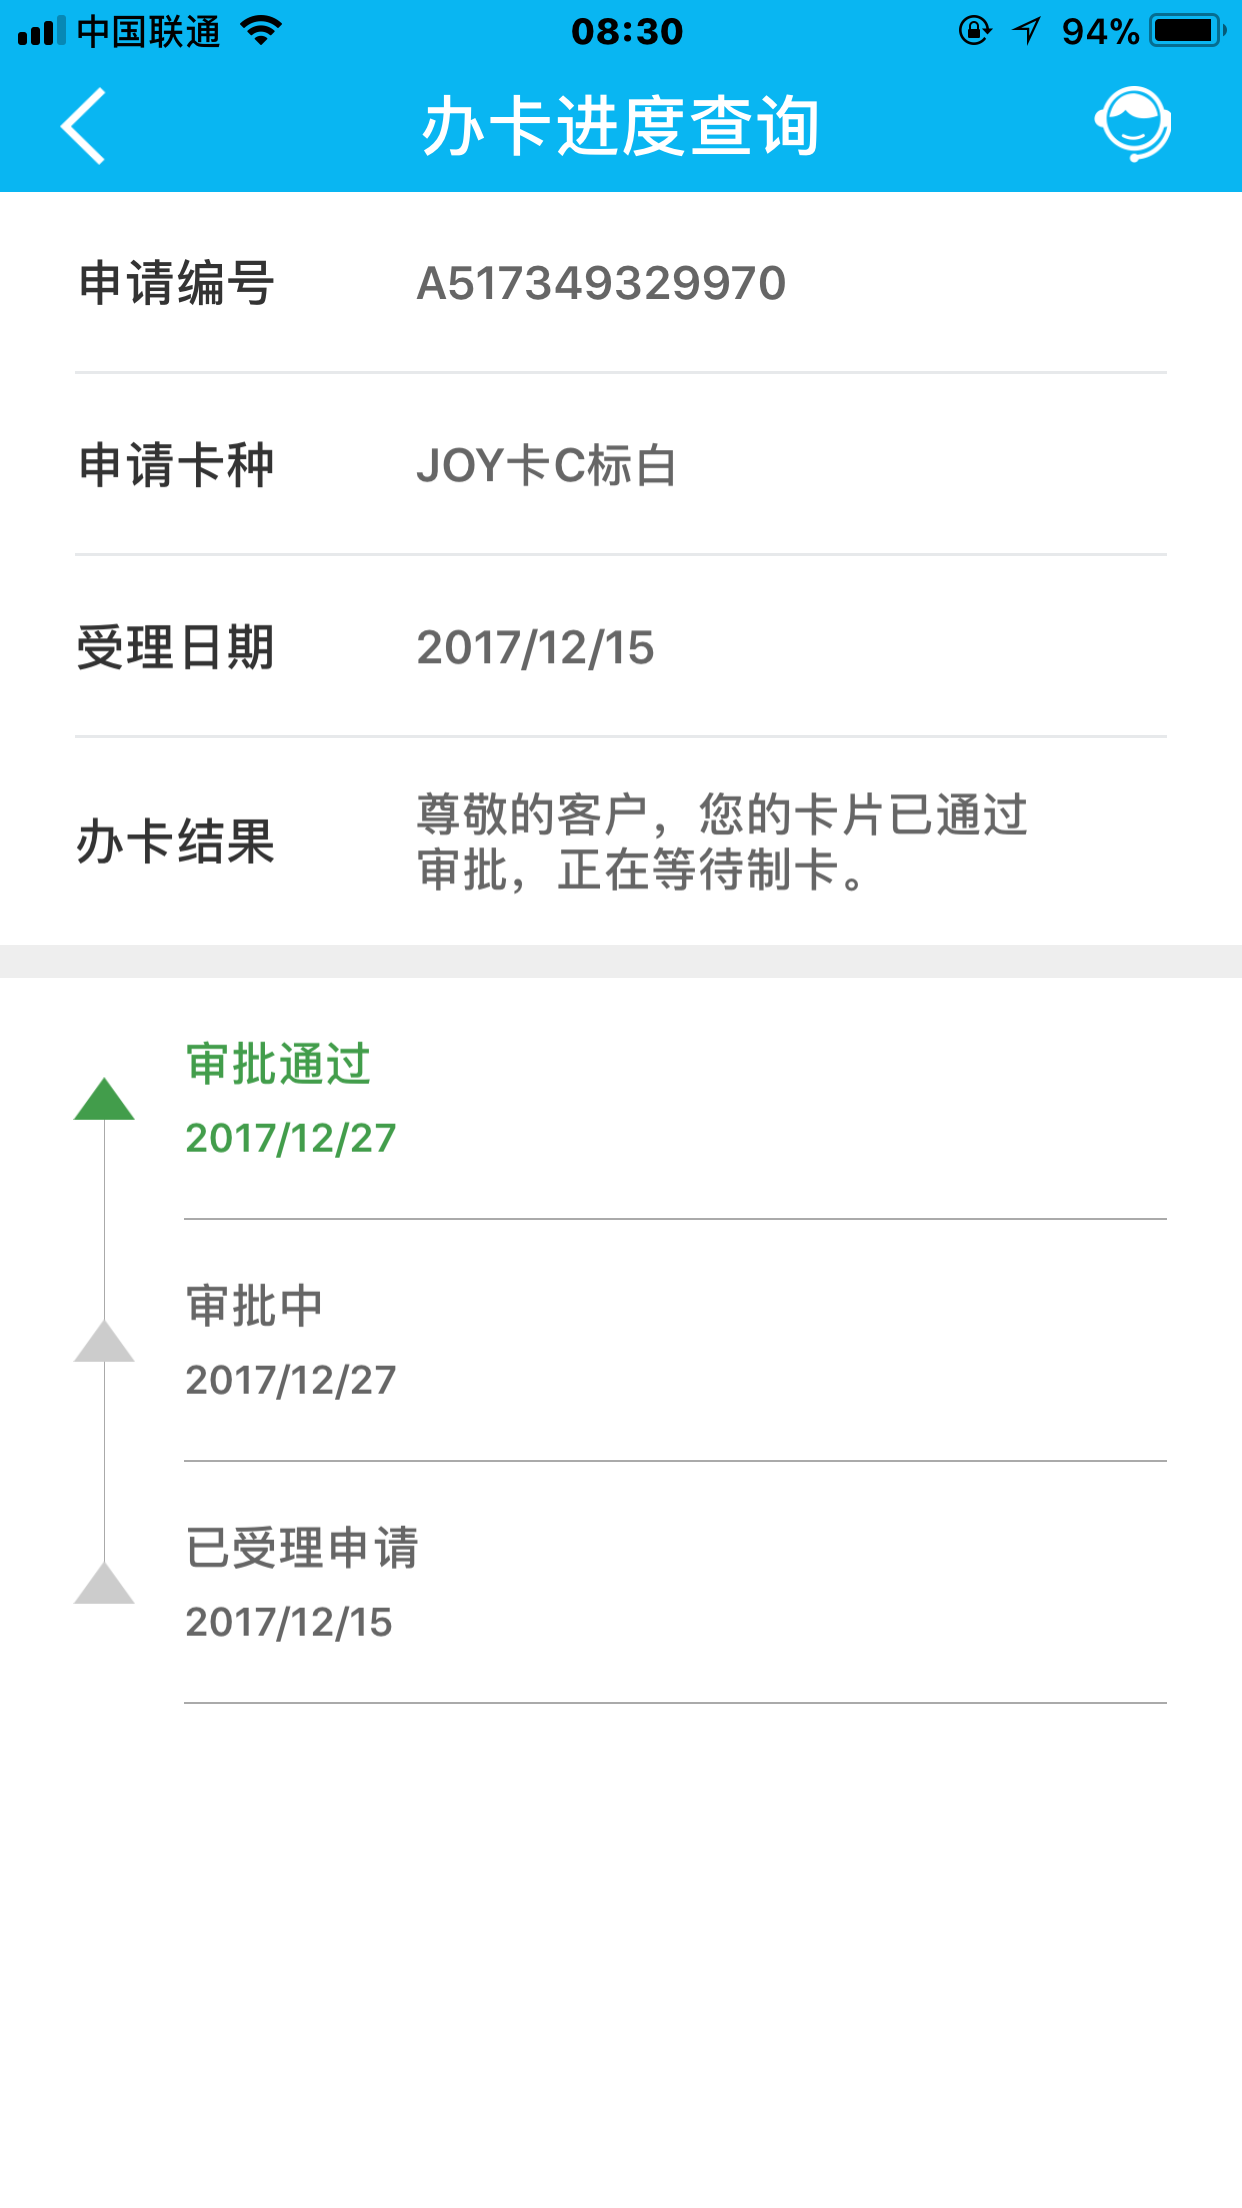 中国联通 08:30 94%
办卡进度查询
申请编号 A517349329970
申请卡种 JOY卡C标白
受理日期 2017/12/15
办卡结果 尊敬的客户，您的卡片已通过
审批，正在等待制卡。
审批通过
2017/12/27
审批中
2017/12/27
已受理申请
2017/12/15